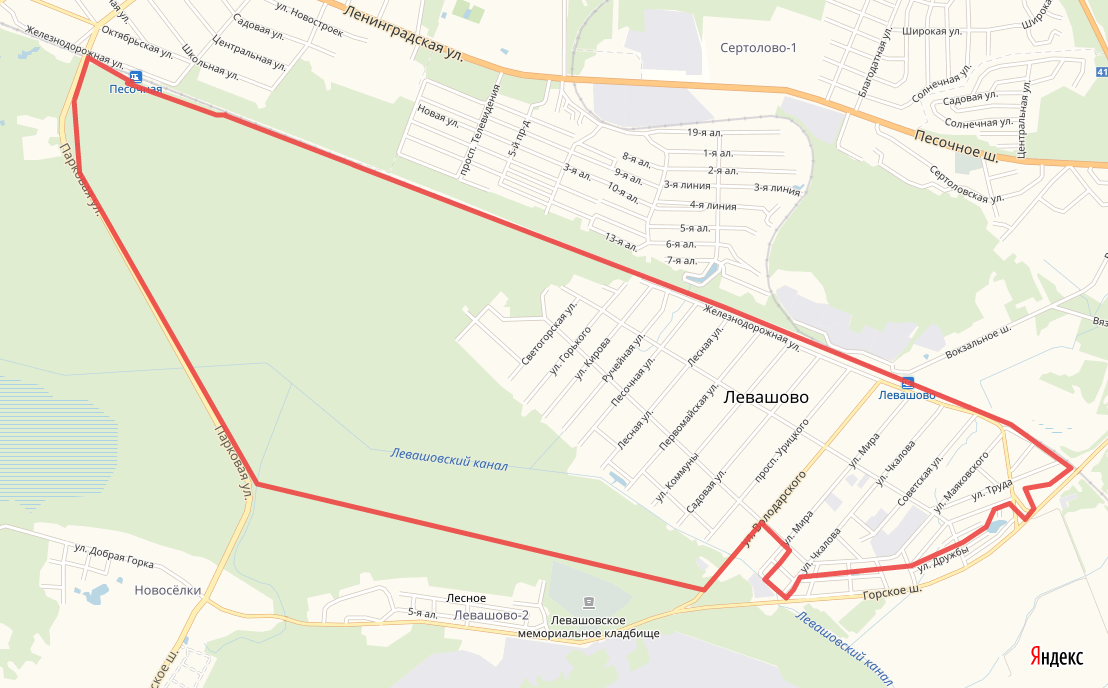 ул. Новостроек
Октябрьская ул.
Садовая ул.
Ленинградская ул.
Широкая ул.
Железнодорожная ул.
Школьная ул.
Центральная ул.
Сертолово-1
Благодатная ул.
Песочная
41
Солнечная ул.
Садовая ул.
Солнечная ул.
Центральная ул.
Новая ул.
просп. Телевидения
5-й пр-д
19-я ал.
Песочное ш.
1-я ал.
8-я ал.
2-я ал.
9-я ал.
3-я ал.
10-я ал.
3-я линия
3-я линия
Сертоловская ул.
4-я линия
Парковая ул.
5-я ал.
13-я ал.
6-я ал.
7-я ал.
Железнодорожная ул.
Вокзальное ш.
Светогорская ул.
ул. Горького
ул. Кирова
Ручейная ул.
Песочная ул.
Лесная ул.
Левашово
Левашово
Первомайская ул.
Лесная ул.
просп. Урицкого
ул. Мира
ул. Чкалова
Советская ул.
ул. Маяковского
ул. Труда
Парковая ул.
Левашовский канал
ул. Коммуны
Садовая ул.
ул. Володарского
ул. Мира
ул. Чкалова
ул. Дружбы
ул. Добрая Горка
Новосёлки
Горское ш.
Лесное
5-я ал.
Левашово-2
Левашовское
мемориальное кладбище
Левашовский канал
ское ш.
Яндекс